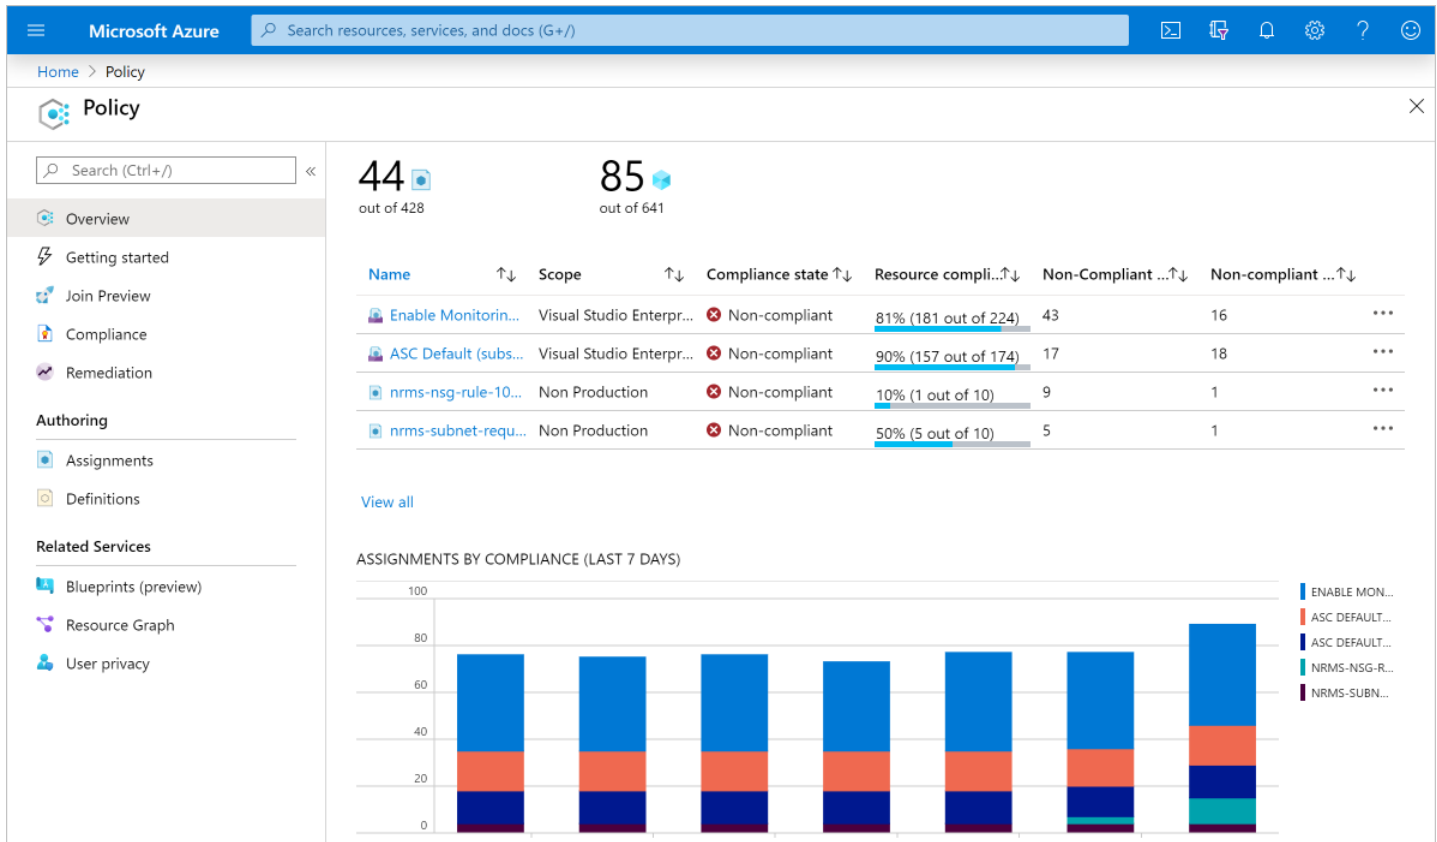 Microsoft Azure
Search resources, services, and docs (G+/)
Home > Policy
Policy
Search (Ctrl+/)
«
Overview
Getting started
Join Preview
Compliance
Remediation
Authoring
Assignments
Definitions
Related Services
Blueprints (preview)
Resource Graph
User privacy
44
out of 428
85
out of 641
Name Scope Compliance state Resource compli... Non-Compliant ... Non-compliant ...
Enable Monitorin... Visual Studio Enterpr... Non-compliant 81% (181 out of 224) 43 16
ASC Default (subs... Visual Studio Enterpr... Non-compliant 90% (157 out of 174) 17 18
nrms-nsg-rule-10... Non Production Non-compliant 10% (1 out of 10) 9 1
nrms-subnet-requ... Non Production Non-compliant 50% (5 out of 10) 5 1
View all
ASSIGNMENTS BY COMPLIANCE (LAST 7 DAYS)
100
80
60
40
20
0
ENABLE MON...
ASC DEFAULT...
ASC DEFAULT...
NRMS-NSG-R...
NRMS-SUBN...